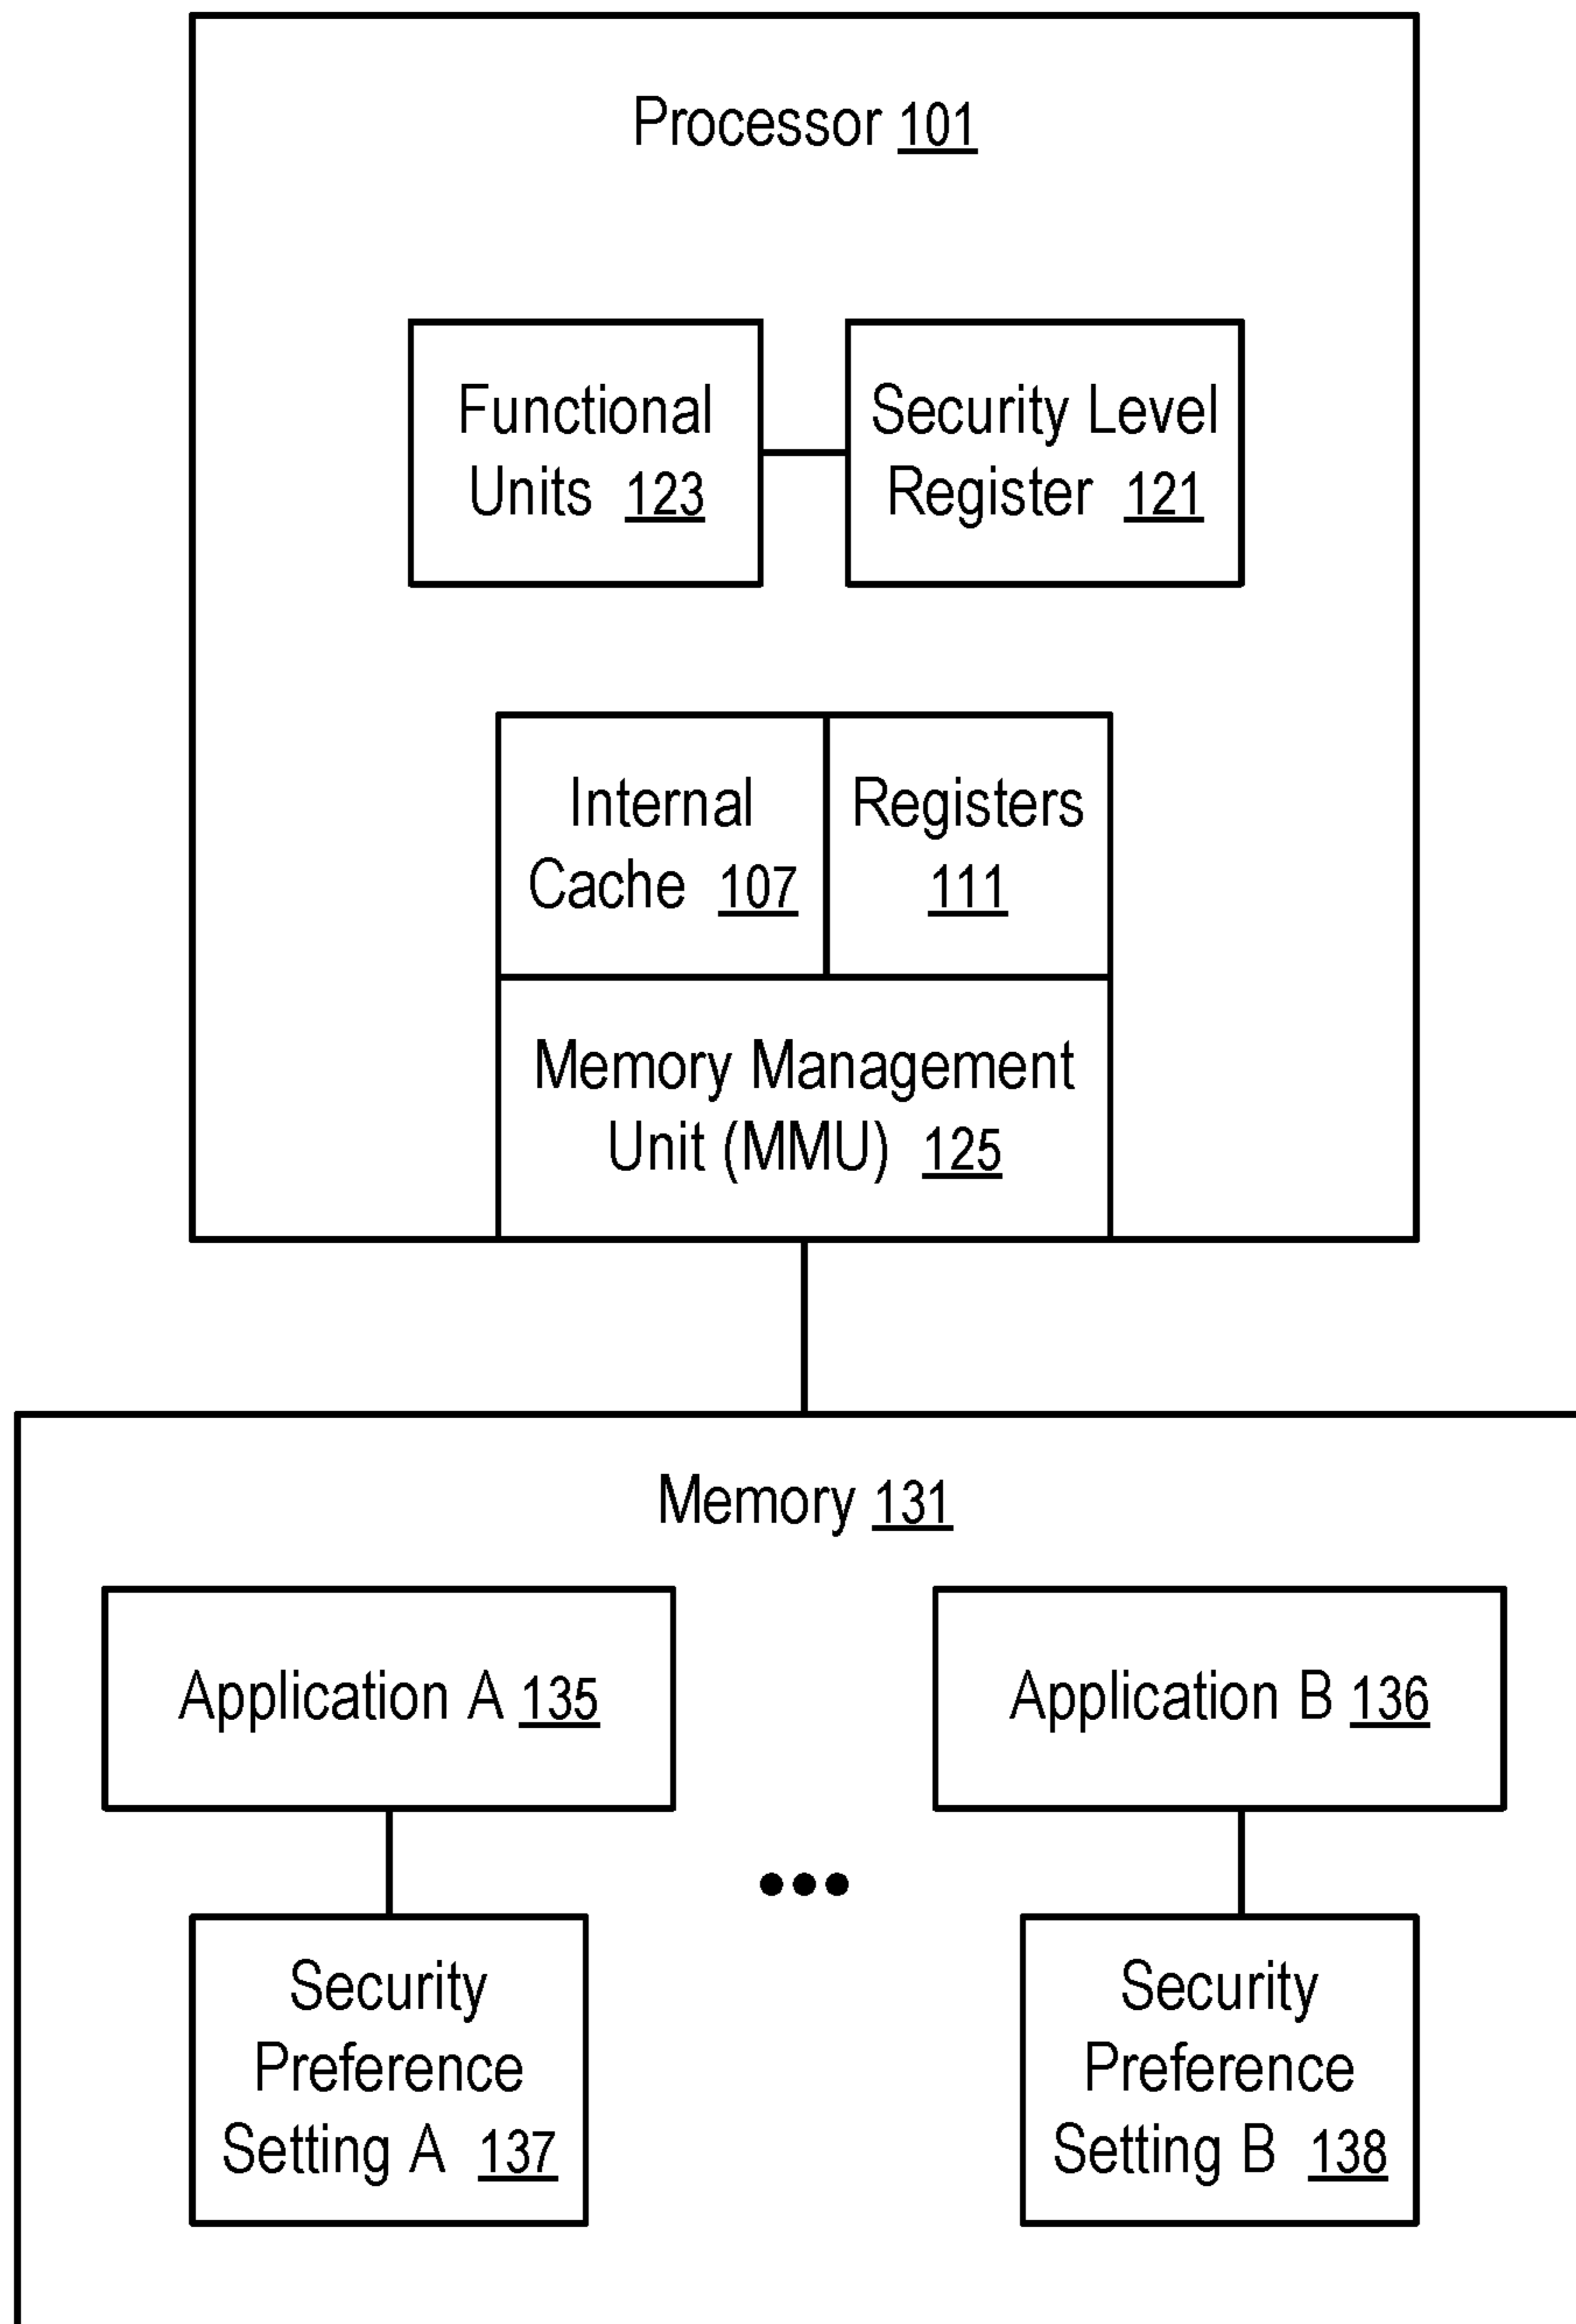 Processor 101
Functional
Units 123
Security Level
Register 121
Internal
Cache 107
Registers
111
Memory Management
Unit (MMU) 125
Memory 131
Application A 135
Application B 136
Security
Preference
Setting A 137
Security
Preference
Setting B 138